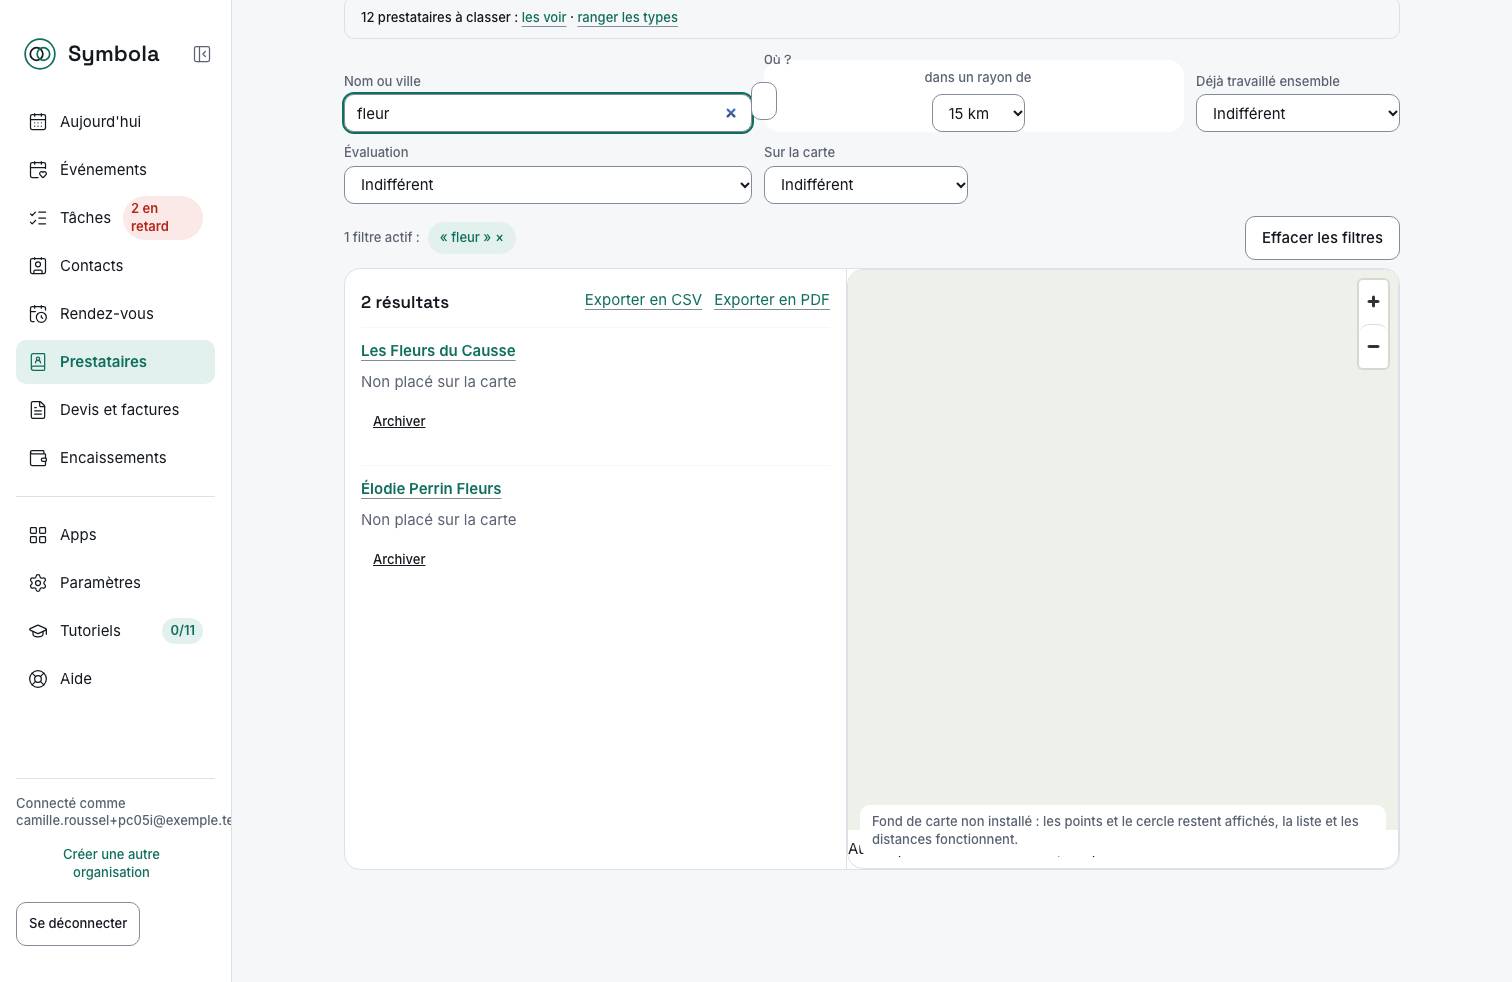 Symbola
Aujourd'hui
Événements
Tâches
2 en
retard
Contacts
Rendez-vous
Prestataires
Devis et factures
Encaissements
Apps
Paramètres
Tutoriels
0/11
Aide
Connecté comme
camille.roussel+pc05i@exemple.te
Créer une autre
organisation
Se déconnecter
12 prestataires à classer : les voir · ranger les types
Nom ou ville
fleur
Où ?
dans un rayon de
15 km
Déjà travaillé ensemble
Indifférent
Évaluation
Indifférent
Sur la carte
Indifférent
1 filtre actif :
« fleur » ×
Effacer les filtres
2 résultats
Exporter en CSV
Exporter en PDF
Les Fleurs du Causse
Non placé sur la carte
Archiver
Élodie Perrin Fleurs
Non placé sur la carte
Archiver
+
−
Fond de carte non installé : les points et le cercle restent affichés, la liste et les
distances fonctionnent.